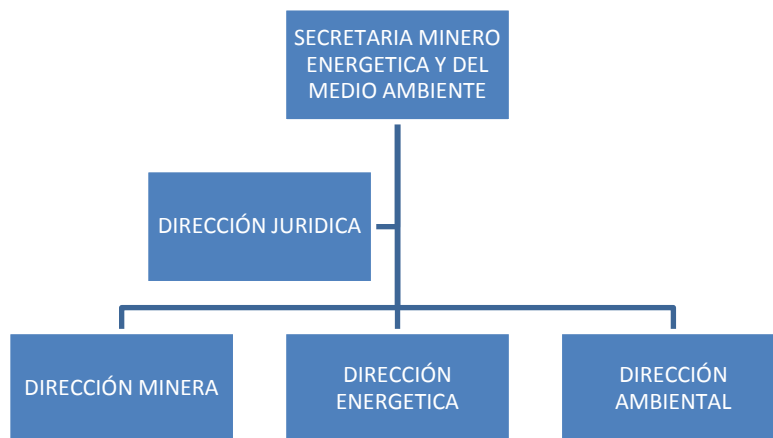 SECRETARIA MINERO
ENERGETICA Y DEL
MEDIO AMBIENTE
DIRECCIÓN JURIDICA
DIRECCIÓN MINERA
DIRECCIÓN
ENERGETICA
DIRECCIÓN
AMBIENTAL